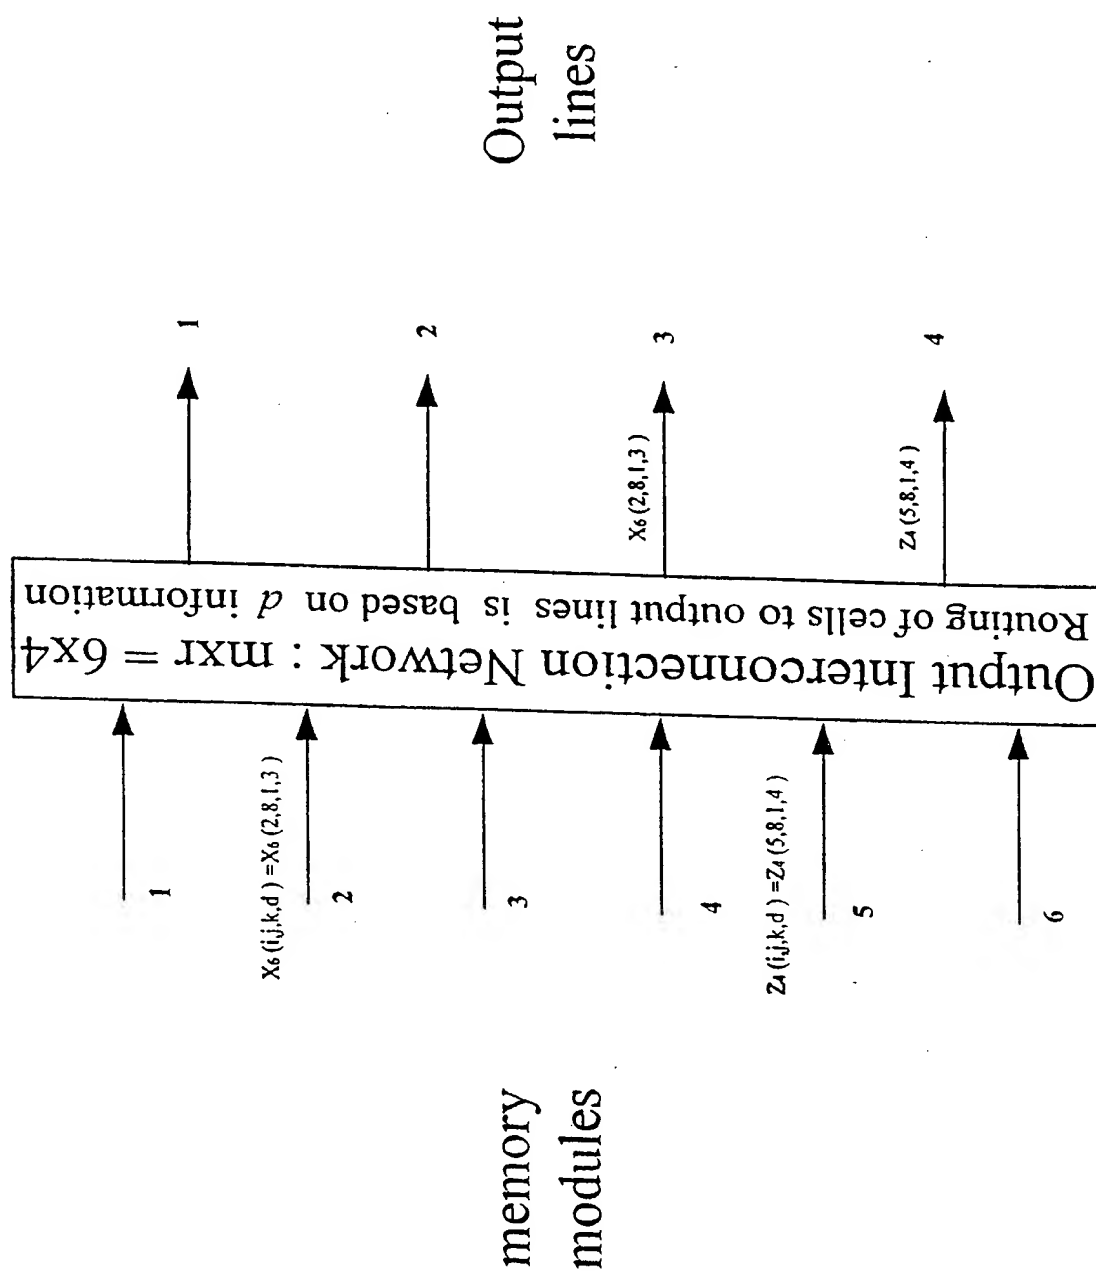 memory
modules
1
X6 (i,j,k,d ) =X6 (2,8,1,3 )
2
3
4
Z4 (i,j,k,d ) =Z4 (5,8,1,4 )
5
6
Output Interconnection Network : mxr = 6x4
Routing of cells to output lines is based on d information
1
2
X6 (2,8,1,3 )
3
Z4 (5,8,1,4 )
4
Output
lines